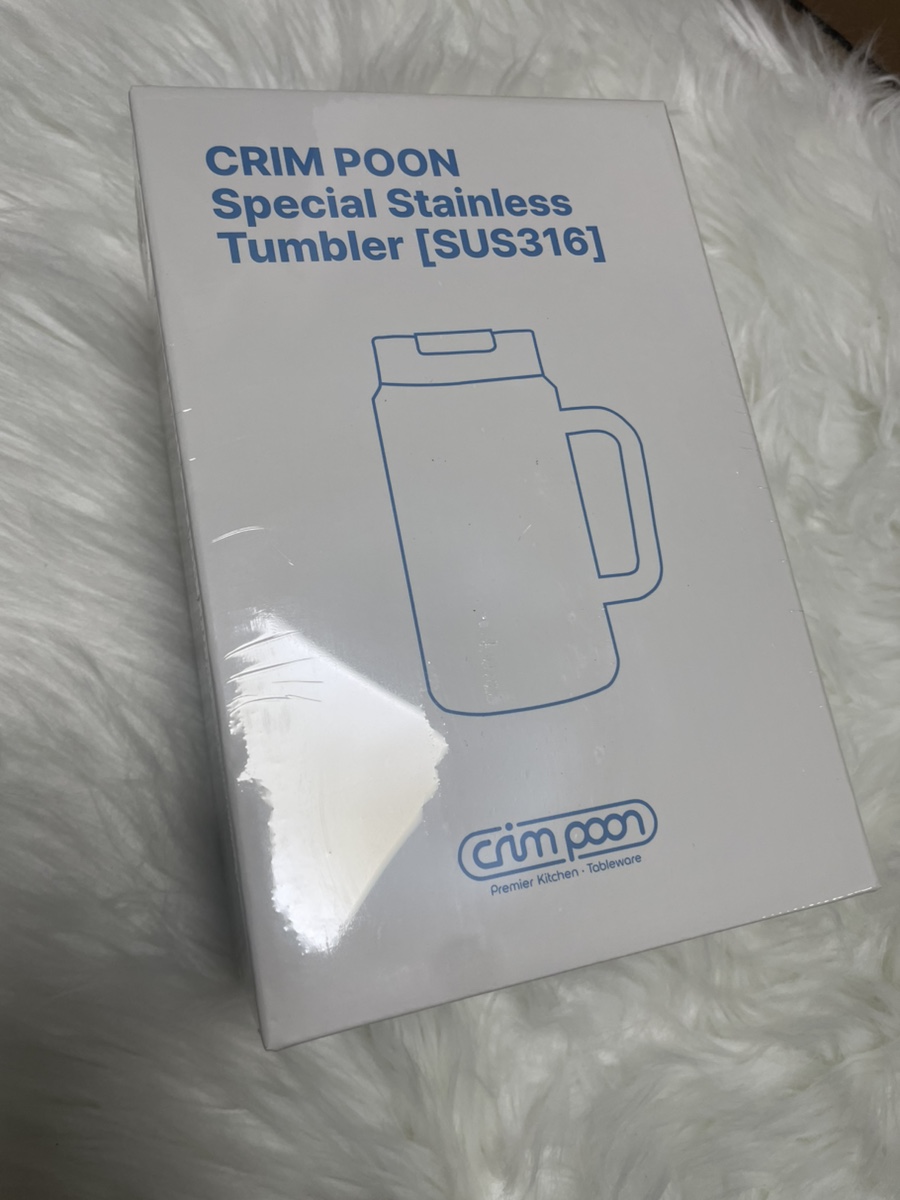 CRIM POON
Special Stainless
Tumbler [SUS316]
crim poon
Premier Kitchen · Tableware